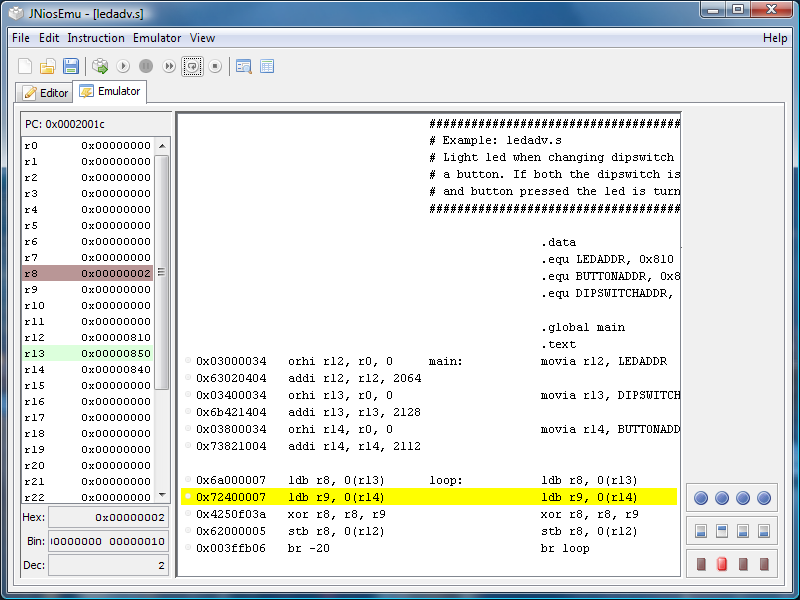 JNiosEmu - [ledadv.s]
File Edit Instruction Emulator View Help
Editor Emulator
PC: 0x0002001c
r0 0x00000000
r1 0x00000000
r2 0x00000000
r3 0x00000000
r4 0x00000000
r5 0x00000000
r6 0x00000000
r7 0x00000000
r8 0x00000002
r9 0x00000000
r10 0x00000000
r11 0x00000000
r12 0x00000810
r13 0x00000850
r14 0x00000840
r15 0x00000000
r16 0x00000000
r17 0x00000000
r18 0x00000000
r19 0x00000000
r20 0x00000000
r21 0x00000000
r22 0x00000000
Hex: 0x00000002
Bin: 0000000 00000010
Dec: 2
####################################
# Example: ledadv.s
# Light led when changing dipswitch
# a button. If both the dipswitch is
# and button pressed the led is turn
####################################
.data
.equ LEDADDR, 0x810
.equ BUTTONADDR, 0x8
.equ DIPSWITCHADDR,
.global main
.text
0x03000034 orhi r12, r0, 0 main: movia r12, LEDADDR
0x63020404 addi r12, r12, 2064
0x03400034 orhi r13, r0, 0 movia r13, DIPSWITCH
0x6b421404 addi r13, r13, 2128
0x03800034 orhi r14, r0, 0 movia r14, BUTTONADD
0x73821004 addi r14, r14, 2112
0x6a000007 ldb r8, 0(r13) loop: ldb r8, 0(r13)
0x72400007 ldb r9, 0(r14) ldb r9, 0(r14)
0x4250f03a xor r8, r8, r9 xor r8, r8, r9
0x62000005 stb r8, 0(r12) stb r8, 0(r12)
0x003ffb06 br -20 br loop